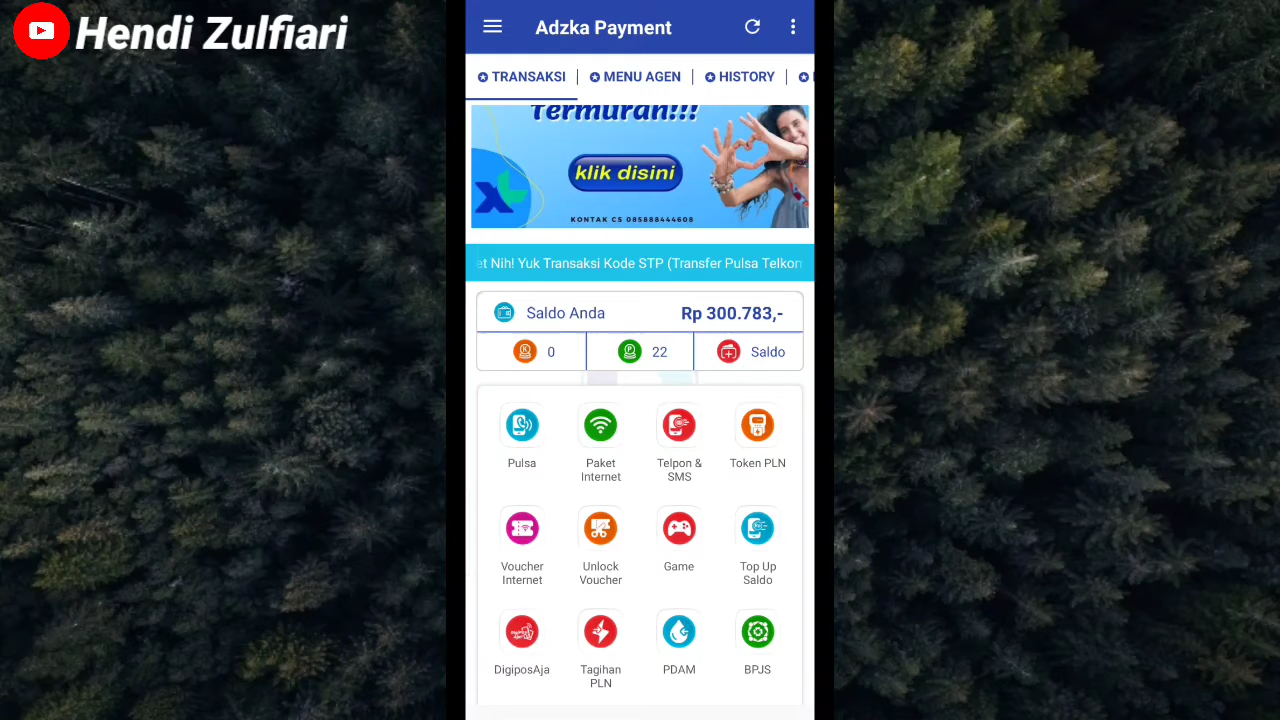 Hendi Zulfiari
Adzka Payment
TRANSAKSI | MENU AGEN | HISTORY |
Termurah!!!
klik disini
XL
KONTAK CS 085888444608
et Nih! Yuk Transaksi Kode STP (Transfer Pulsa Telkom
Saldo Anda Rp 300.783,-
K 0 P 22 Saldo
Pulsa
Paket
Internet
Telpon &
SMS
Token PLN
Voucher
Internet
Unlock
Voucher
Game
Top Up
Saldo
DigiposAja
Tagihan
PLN
PDAM
BPJS